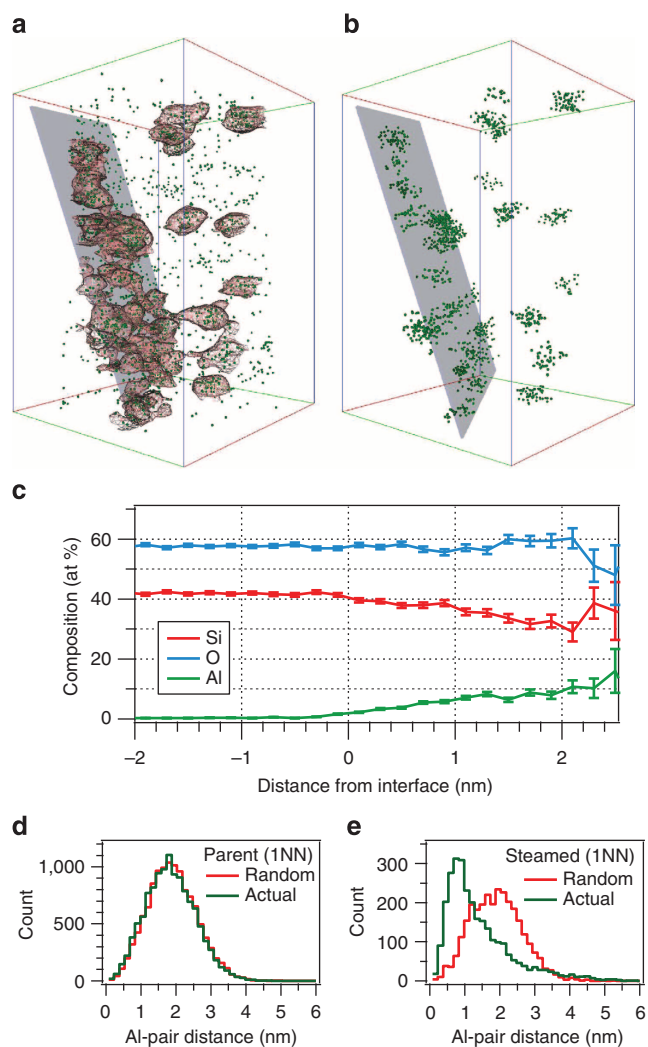 a
b
c
Composition (at %)
60
40
20
0
Si
O
Al
−2
−1
0
1
2
Distance from interface (nm)
d
Count
1,000
500
0
Parent (1NN)
Random
Actual
0
1
2
3
4
5
6
Al-pair distance (nm)
e
Count
300
200
100
0
Steamed (1NN)
Random
Actual
0
1
2
3
4
5
6
Al-pair distance (nm)